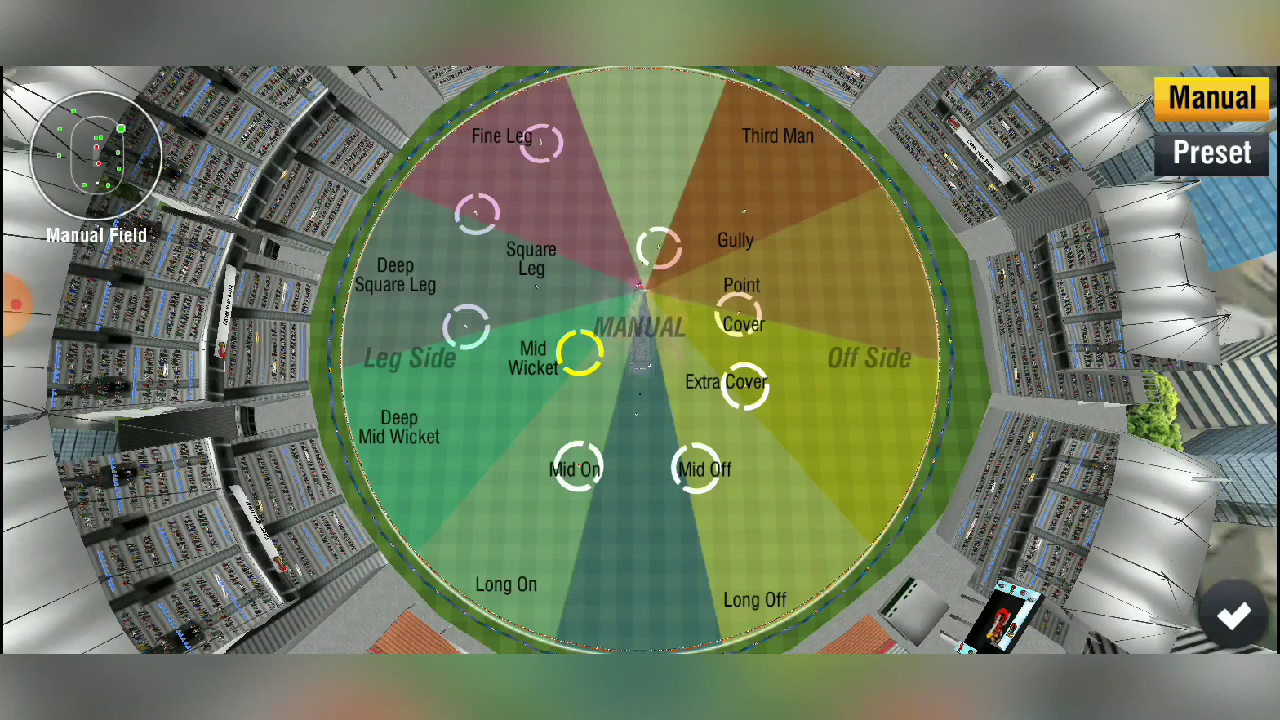 Manual
Preset
Manual Field
Fine Leg
Third Man
Square
Leg
Gully
Deep
Square Leg
Point
Cover
MANUAL
Mid
Wicket
Leg Side
Off Side
Extra Cover
Deep
Mid Wicket
Mid On
Mid Off
Long On
Long Off